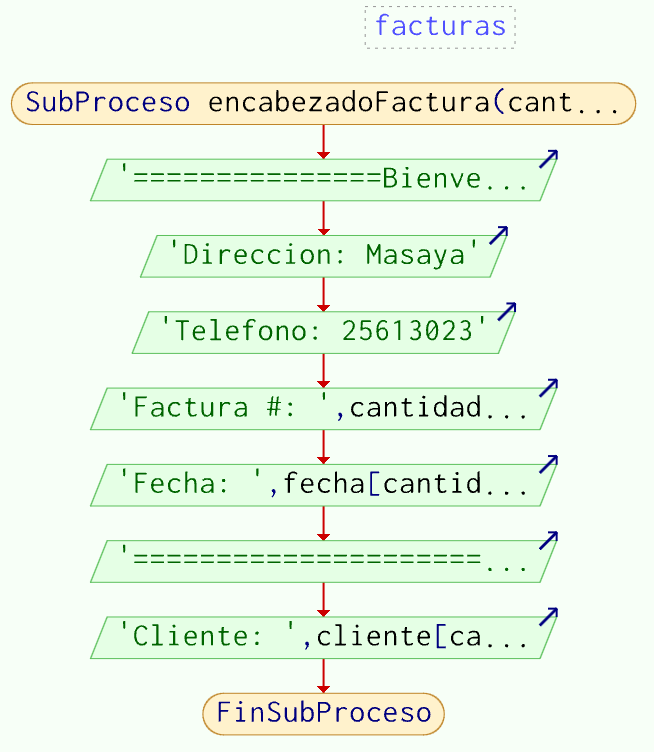 facturas
SubProceso encabezadoFactura(cant...
'===============Bienve...
'Direccion: Masaya'
'Telefono: 25613023'
'Factura #: ',cantidad...
'Fecha: ',fecha[cantid...
'=====================...
'Cliente: ',cliente[ca...
FinSubProceso